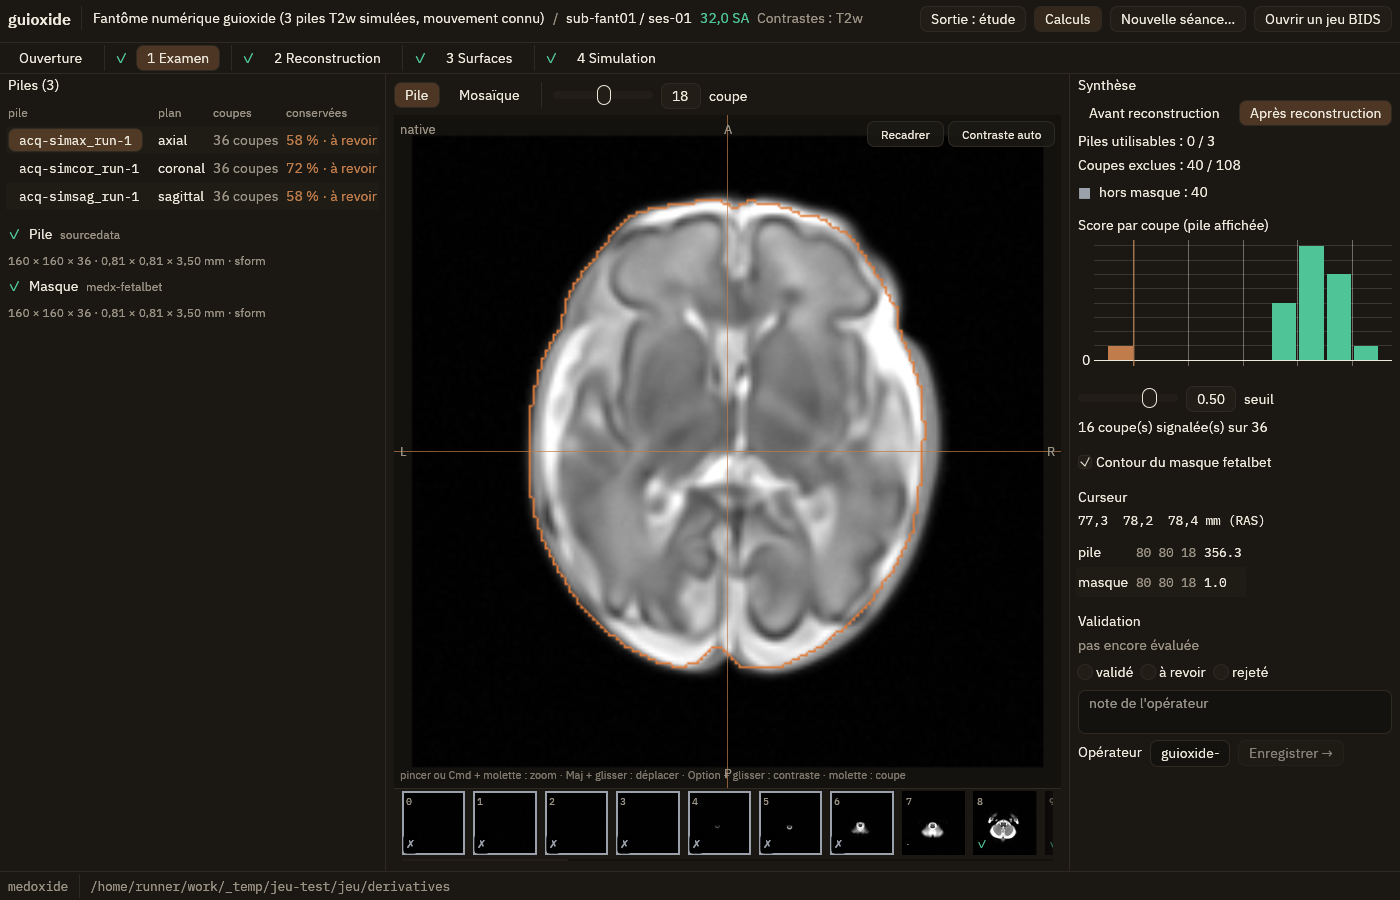 guioxide Fantôme numérique guioxide (3 piles T2w simulées, mouvement connu) / sub-fant01 / ses-01 32,0 SA Contrastes : T2w Sortie : étude Calculs Nouvelle séance... Ouvrir un jeu BIDS
Ouverture ✓ 1 Examen ✓ 2 Reconstruction ✓ 3 Surfaces ✓ 4 Simulation
Piles (3)
pile plan coupes conservées
acq-simax_run-1 axial 36 coupes 58 % · à revoir
acq-simcor_run-1 coronal 36 coupes 72 % · à revoir
acq-simsag_run-1 sagittal 36 coupes 58 % · à revoir
✓ Pile sourcedata
160 × 160 × 36 · 0,81 × 0,81 × 3,50 mm · sform
✓ Masque medx-fetalbet
160 × 160 × 36 · 0,81 × 0,81 × 3,50 mm · sform
Pile Mosaïque 18 coupe
native A Recadrer Contraste auto
L R
P
pincer ou Cmd + molette : zoom · Maj + glisser : déplacer · Option + glisser : contraste · molette : coupe
0 1 2 3 4 5 6 7 8 9
✗ ✗ ✗ ✗ ✗ ✗ ✗ · ✓
Synthèse
Avant reconstruction Après reconstruction
Piles utilisables : 0 / 3
Coupes exclues : 40 / 108
hors masque : 40
Score par coupe (pile affichée)
0
0.50 seuil
16 coupe(s) signalée(s) sur 36
✓ Contour du masque fetalbet
Curseur
77,3 78,2 78,4 mm (RAS)
pile 80 80 18 356.3
masque 80 80 18 1.0
Validation
pas encore évaluée
validé à revoir rejeté
note de l'opérateur
Opérateur guioxide- Enregistrer →
medoxide /home/runner/work/_temp/jeu-test/jeu/derivatives